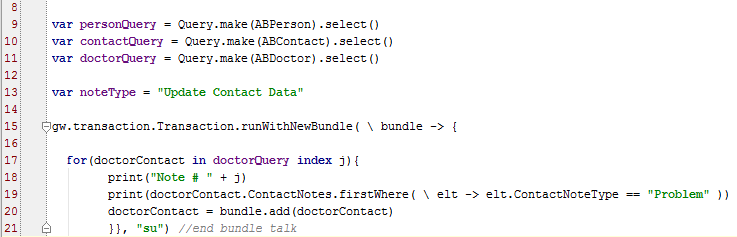 8
9 var personQuery = Query.make(ABPerson).select()
10 var contactQuery = Query.make(ABContact).select()
11 var doctorQuery = Query.make(ABDoctor).select()
12
13 var noteType = "Update Contact Data"
14
15 gw.transaction.Transaction.runWithNewBundle( \ bundle -> {
16
17 for(doctorContact in doctorQuery index j){
18 print("Note # " + j)
19 print(doctorContact.ContactNotes.firstWhere( \ elt -> elt.ContactNoteType == "Problem" ))
20 doctorContact = bundle.add(doctorContact)
21 }}, "su") //end bundle talk